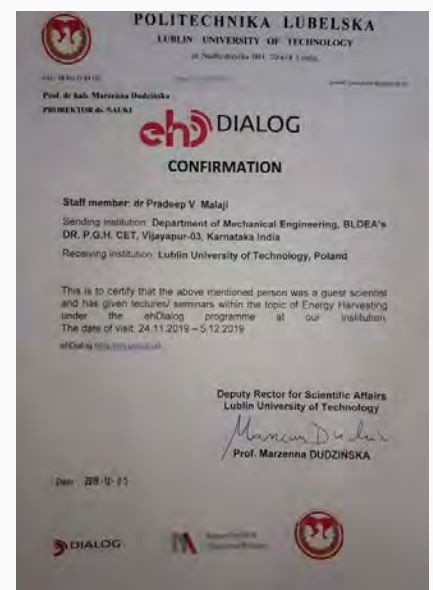 POLITECHNIKA LUBELSKA
LUBLIN UNIVERSITY OF TECHNOLOGY
Prof. dr hab. Marzenna Dudzińska
PROREKTOR ds. NAUKI
ehDIALOG
CONFIRMATION
Staff member: dr Pradeep V. Malaji
Sending institution: Department of Mechanical Engineering, BLDEA's
DR. P.G.H. CET, Vijayapur-03, Karnataka India
Receiving institution: Lublin University of Technology, Poland
This is to certify that the above mentioned person was a guest scientist
and has given lectures/ seminars within the topic of Energy Harvesting
under the ehDialog programme at our institution.
The date of visit: 24.11.2019 – 5.12.2019
ehDialog
Deputy Rector for Scientific Affairs
Lublin University of Technology
Prof. Marzenna DUDZIŃSKA
Date:
DIALOG